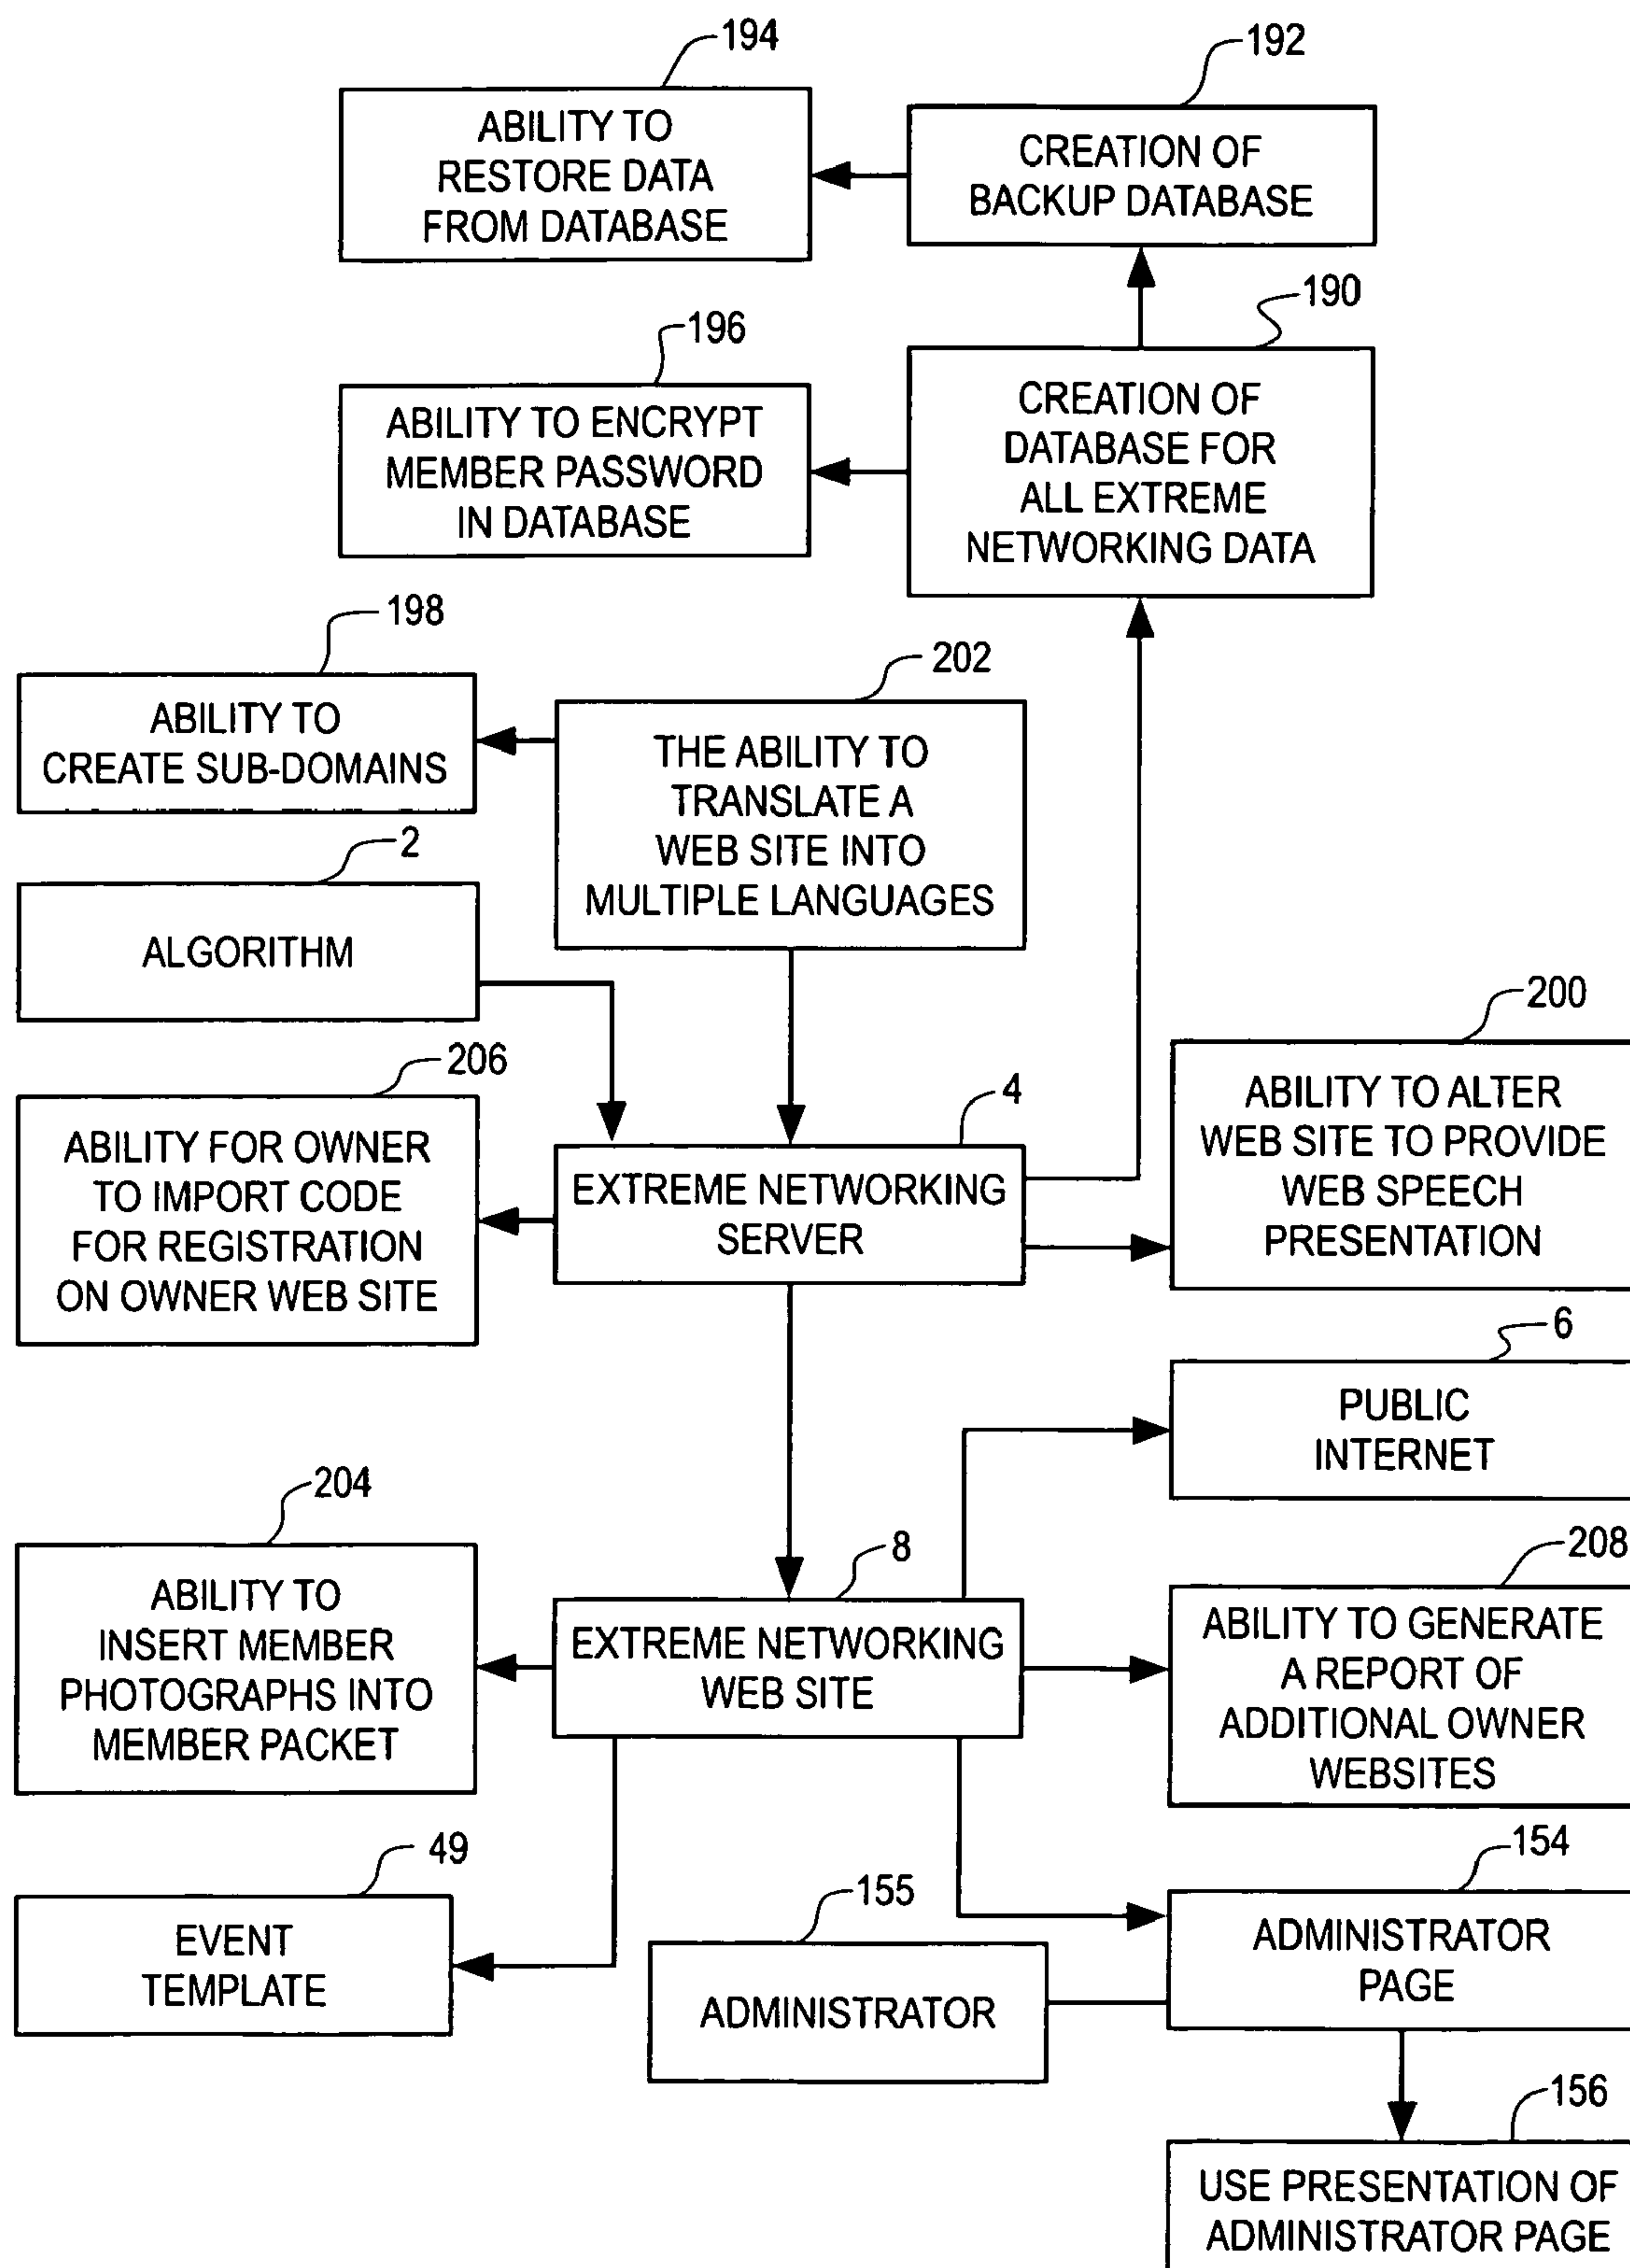 194
192
ABILITY TO
RESTORE DATA
FROM DATABASE
CREATION OF
BACKUP DATABASE
190
196
ABILITY TO ENCRYPT
MEMBER PASSWORD
IN DATABASE
CREATION OF
DATABASE FOR
ALL EXTREME
NETWORKING DATA
198
202
ABILITY TO
CREATE SUB-DOMAINS
THE ABILITY TO
TRANSLATE A
WEB SITE INTO
MULTIPLE LANGUAGES
2
ALGORITHM
200
206
4
ABILITY TO ALTER
WEB SITE TO PROVIDE
WEB SPEECH
PRESENTATION
ABILITY FOR OWNER
TO IMPORT CODE
FOR REGISTRATION
ON OWNER WEB SITE
EXTREME NETWORKING
SERVER
6
PUBLIC
INTERNET
204
8
208
ABILITY TO
INSERT MEMBER
PHOTOGRAPHS INTO
MEMBER PACKET
EXTREME NETWORKING
WEB SITE
ABILITY TO GENERATE
A REPORT OF
ADDITIONAL OWNER
WEBSITES
49
154
155
EVENT
TEMPLATE
ADMINISTRATOR
PAGE
ADMINISTRATOR
156
USE PRESENTATION OF
ADMINISTRATOR PAGE